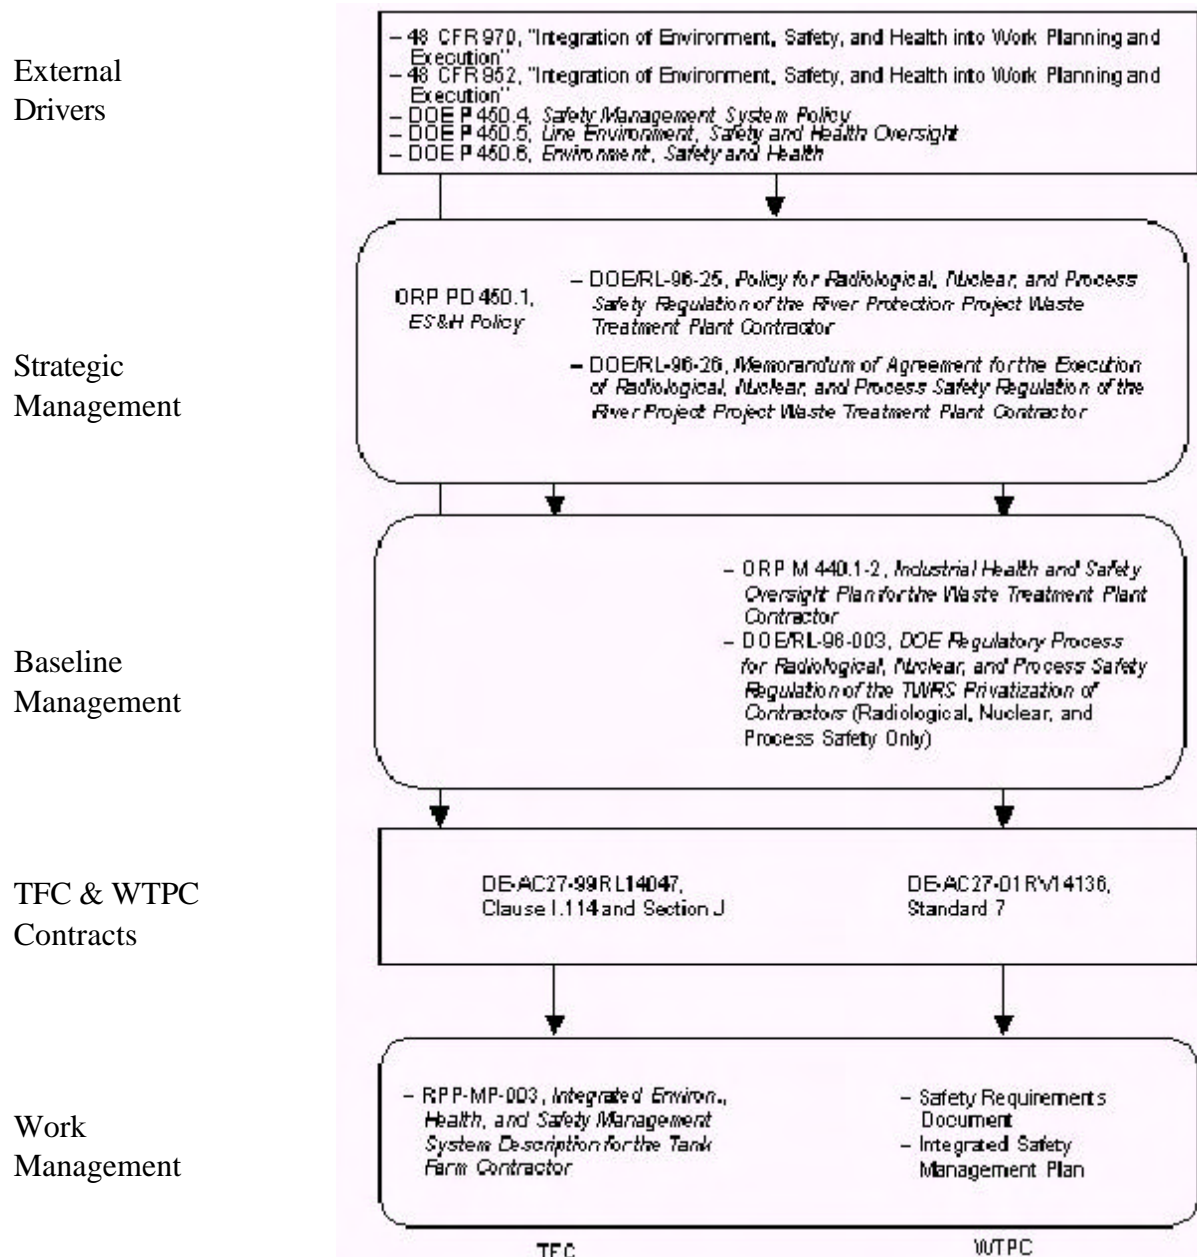 External
Drivers
– 48 CFR 970, "Integration of Environment, Safety, and Health into Work Planning and
Execution"
– 48 CFR 952, "Integration of Environment, Safety, and Health into Work Planning and
Execution"
– DOE P 450.4, Safety Management System Policy
– DOE P 450.5, Line Environment, Safety and Health Oversight
– DOE P 450.6, Environment, Safety and Health
Strategic
Management
ORP PD 450.1,
ES&H Policy
– DOE/RL-96-25, Policy for Radiological, Nuclear, and Process
Safety Regulation of the River Protection Project Waste
Treatment Plant Contractor
– DOE/RL-96-26, Memorandum of Agreement for the Execution
of Radiological, Nuclear, and Process Safety Regulation of the
River Project Project Waste Treatment Plant Contractor
Baseline
Management
– ORP M 440.1-2, Industrial Health and Safety
Oversight Plan for the Waste Treatment Plant
Contractor
– DOE/RL-96-003, DOE Regulatory Process
for Radiological, Nuclear, and Process Safety
Regulation of the TWRS Privatization of
Contractors (Radiological, Nuclear, and
Process Safety Only)
TFC & WTPC
Contracts
DE-AC27-99RL14047,
Clause I.114 and Section J
DE-AC27-01RV14136,
Standard 7
Work
Management
– RPP-MP-003, Integrated Environ.,
Health, and Safety Management
System Description for the Tank
Farm Contractor
– Safety Requirements
Document
– Integrated Safety
Management Plan
TFC
WTPC